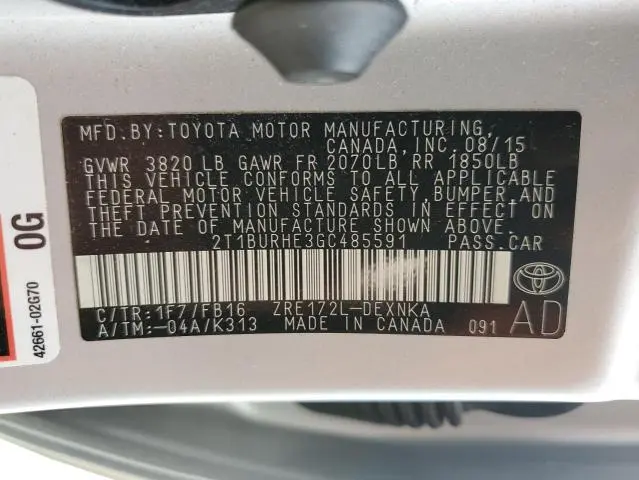 MFD. BY: TOYOTA MOTOR MANUFACTURING,
CANADA, INC. 08/15
GVWR 3820 LB GAWR FR 2070LB RR 1850LB
THIS VEHICLE CONFORMS TO ALL APPLICABLE
FEDERAL MOTOR VEHICLE SAFETY, BUMPER, AND
THEFT PREVENTION STANDARDS IN EFFECT ON
THE DATE OF MANUFACTURE SHOWN ABOVE.
2T1BURHE3GC485591 PASS.CAR
C/TR:1F7/FB16 ZRE172L-DEXNKA
A/TM:-04A/K313 MADE IN CANADA 091
AD
0G
42661-02G70